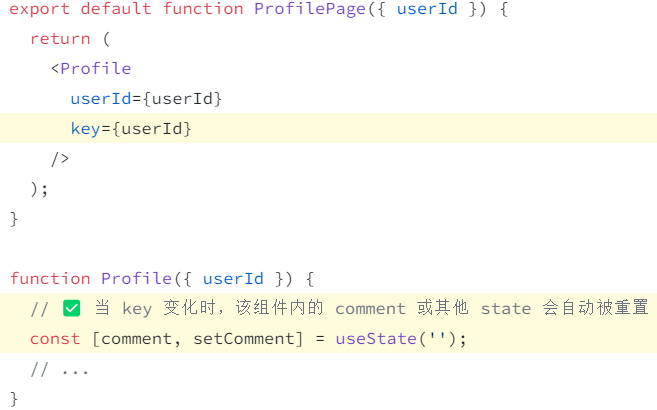 export default function ProfilePage({ userId }) {
  return (
    <Profile
      userId={userId}
      key={userId}
    />
  );
}

function Profile({ userId }) {
  // ✅ 当 key 变化时，该组件内的 comment 或其他 state 会自动被重置
  const [comment, setComment] = useState('');
  // ...
}